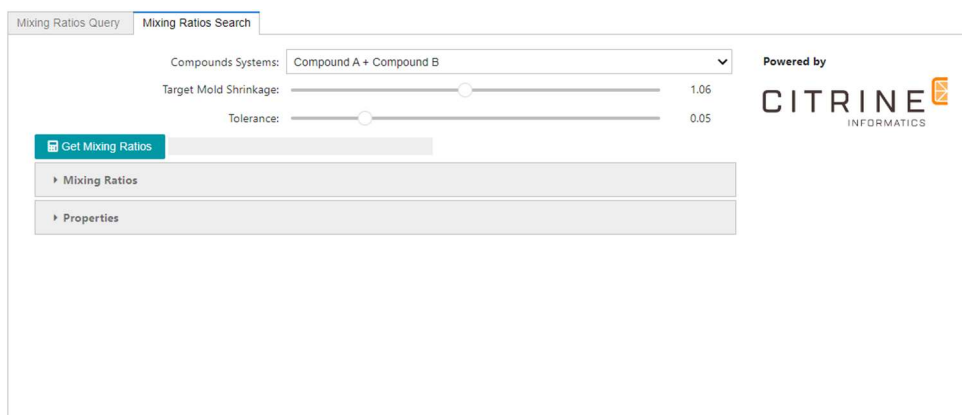 Mixing Ratios Query
Mixing Ratios Search
Compounds Systems: Compound A + Compound B
Powered by
Target Mold Shrinkage: 1.06
CITRINE
INFORMATICS
Tolerance: 0.05
Get Mixing Ratios
Mixing Ratios
Properties